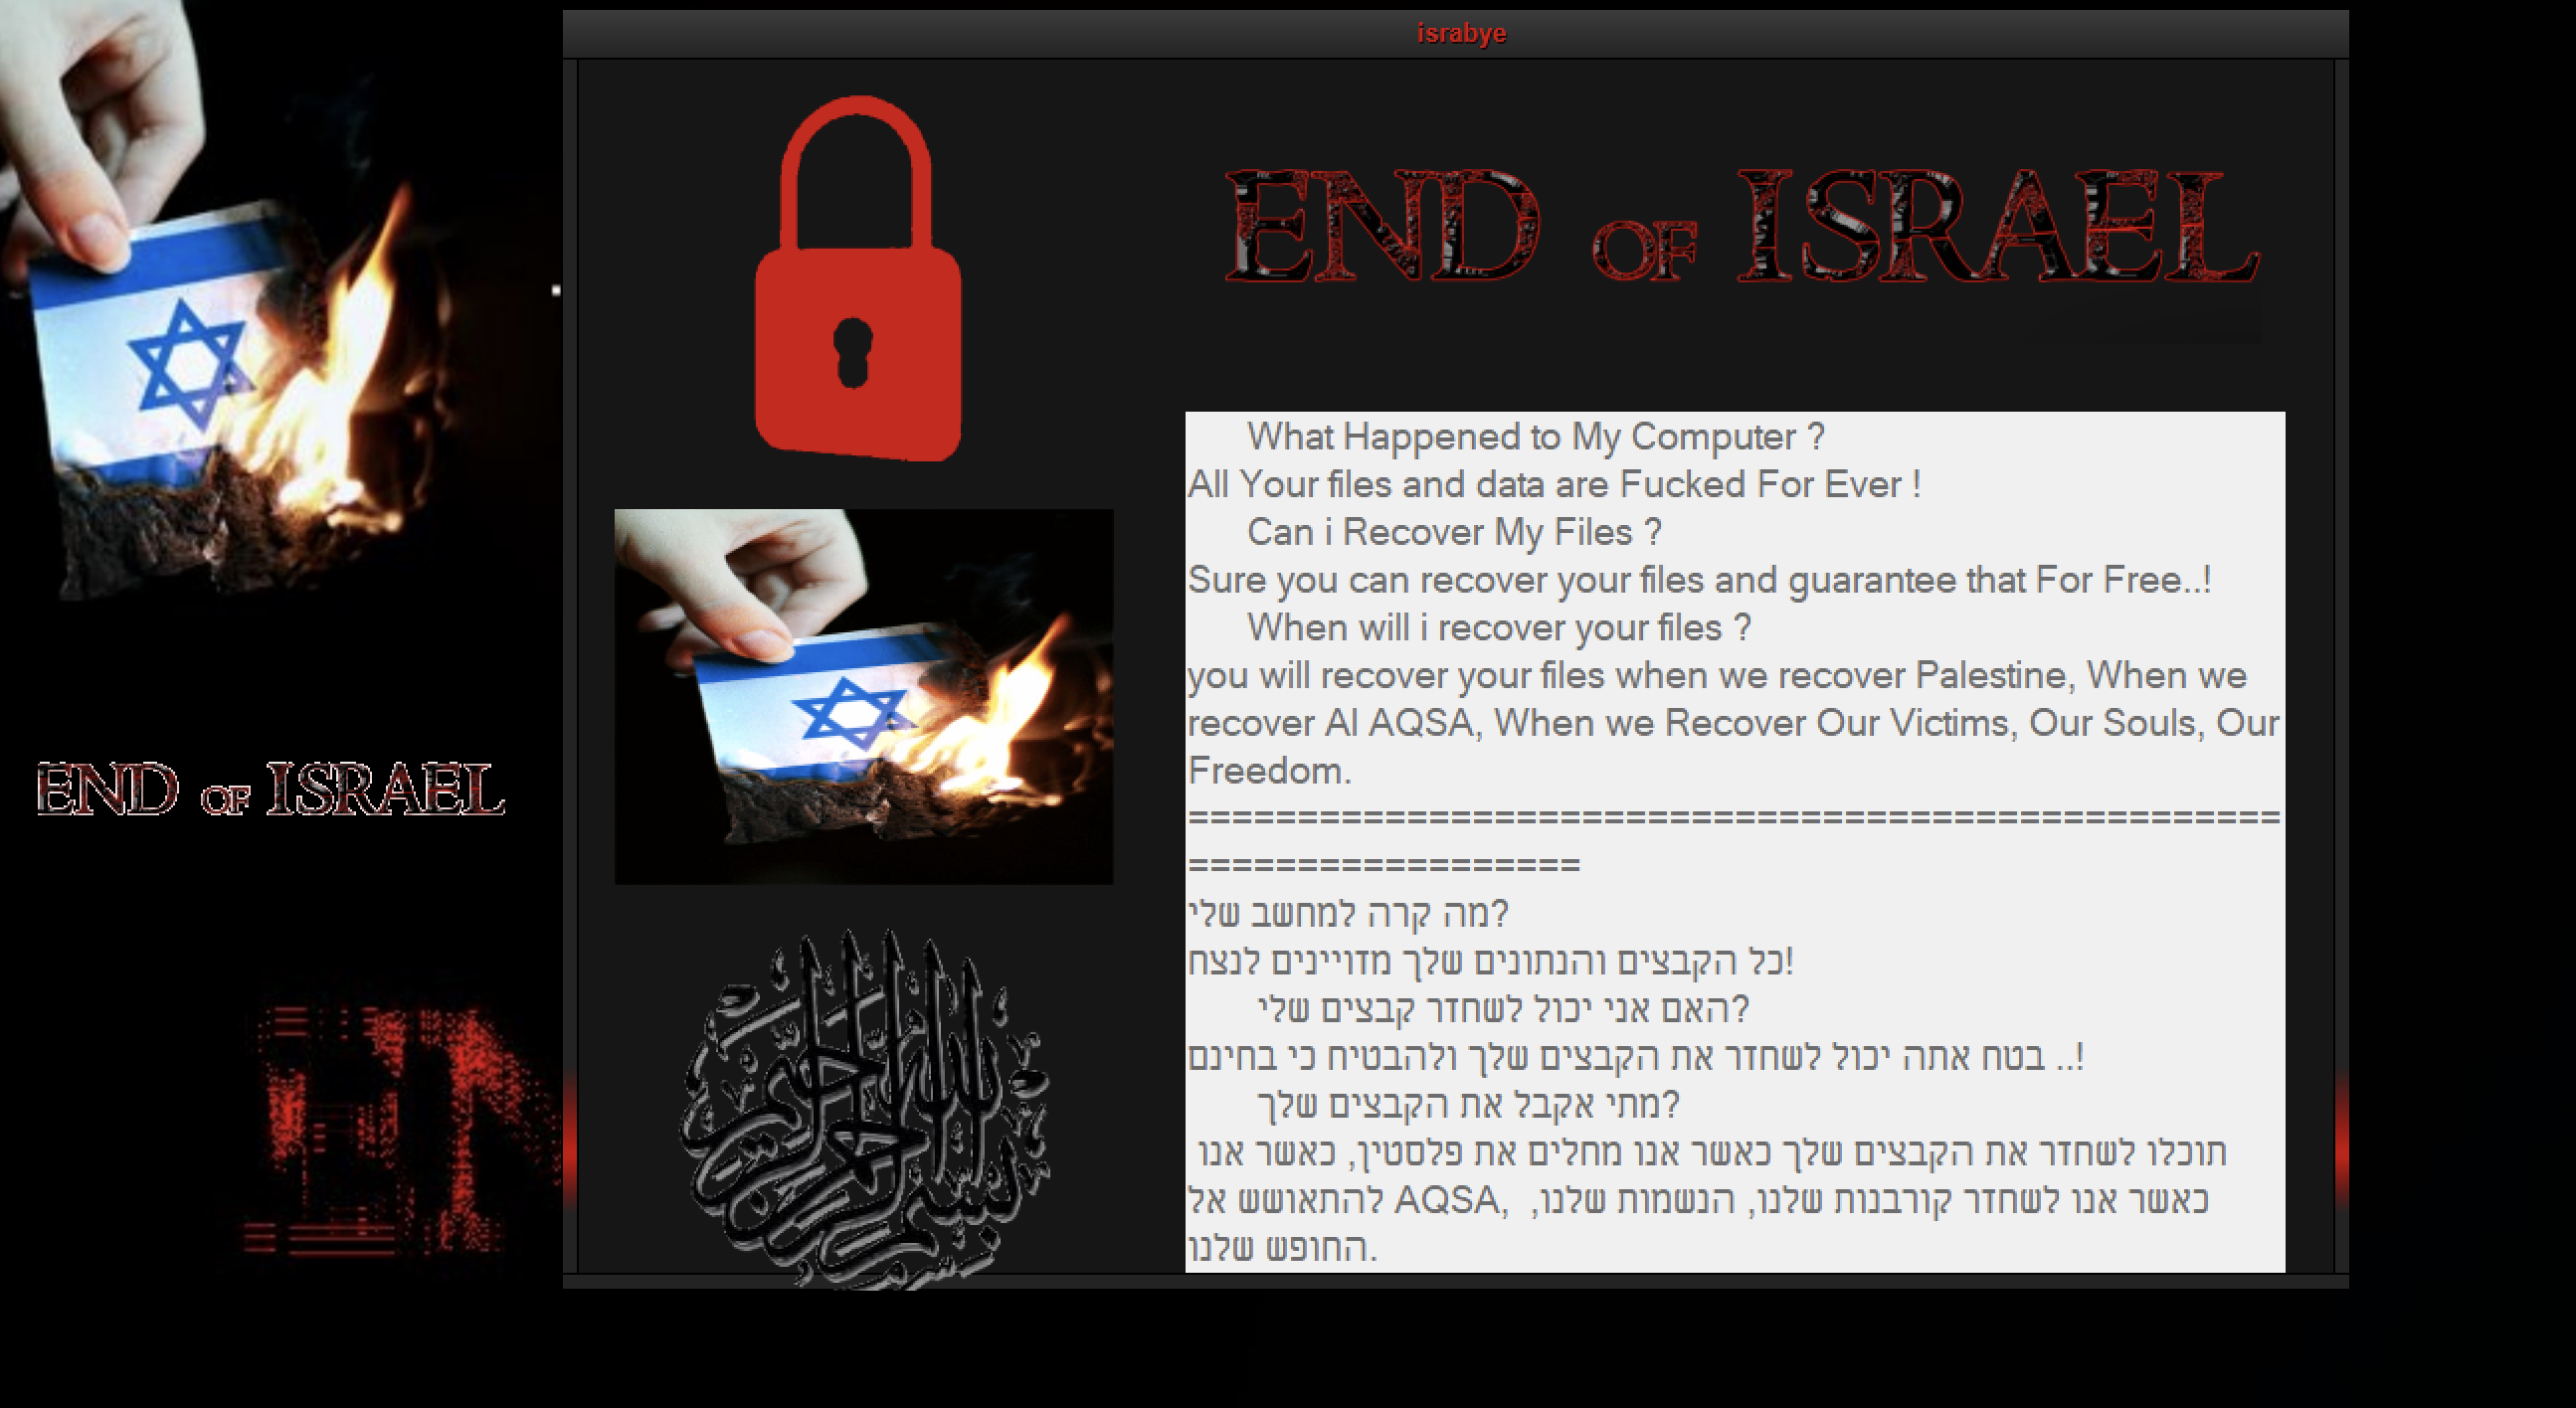 israbye
END OF ISRAEL
What Happened to My Computer ?
All Your files and data are Fucked For Ever !
Can i Recover My Files ?
Sure you can recover your files and guarantee that For Free..!
When will i recover your files ?
you will recover your files when we recover Palestine, When we
recover Al AQSA, When we Recover Our Victims, Our Souls, Our
Freedom.
==================================================
==================
מה קרה למחשב שלי?
כל הקבצים והנתונים שלך מזויינים לנצח!
האם אני יכול לשחזר קבצים שלי?
בטח אתה יכול לשחזר את הקבצים שלך ולהבטיח כי בחינם ..!
מתי אקבל את הקבצים שלך?
תוכלו לשחזר את הקבצים שלך כאשר אנו מחלים את פלסטין, כאשר אנו
להתאושש אל AQSA, כאשר אנו לשחזר קורבנות שלנו, הנשמות שלנו,
החופש שלנו.
END OF ISRAEL
بسم الله الرحمن الرحيم